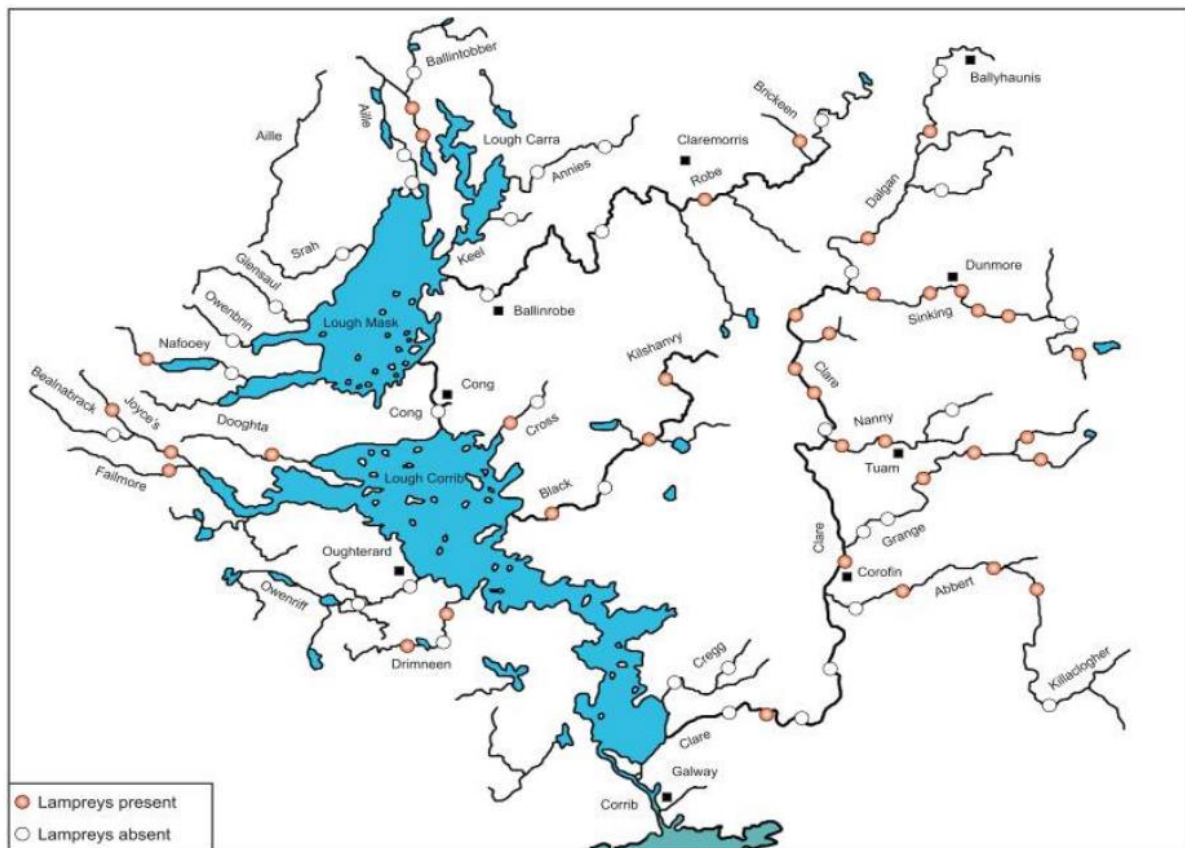 Ballintobber
Ballyhaunis
Brickeen
Aille
Aille
Lough Carra
Claremorris
Annies
Robe
Dalgan
Srah
Keel
Glensaul
Dunmore
Owenbrin
Ballinrobe
Sinking
Lough Mask
Nafooey
Kilshanvy
Bealnabrack
Joyce's
Cong
Clare
Cong
Cross
Nanny
Dooghta
Tuam
Failmore
Lough Corrib
Black
Grange
Clare
Oughterard
Corofin
Abbert
Owenriff
Drimneen
Cregg
Killaclogher
Clare
Galway
Corrib
Lampreys present
Lampreys absent